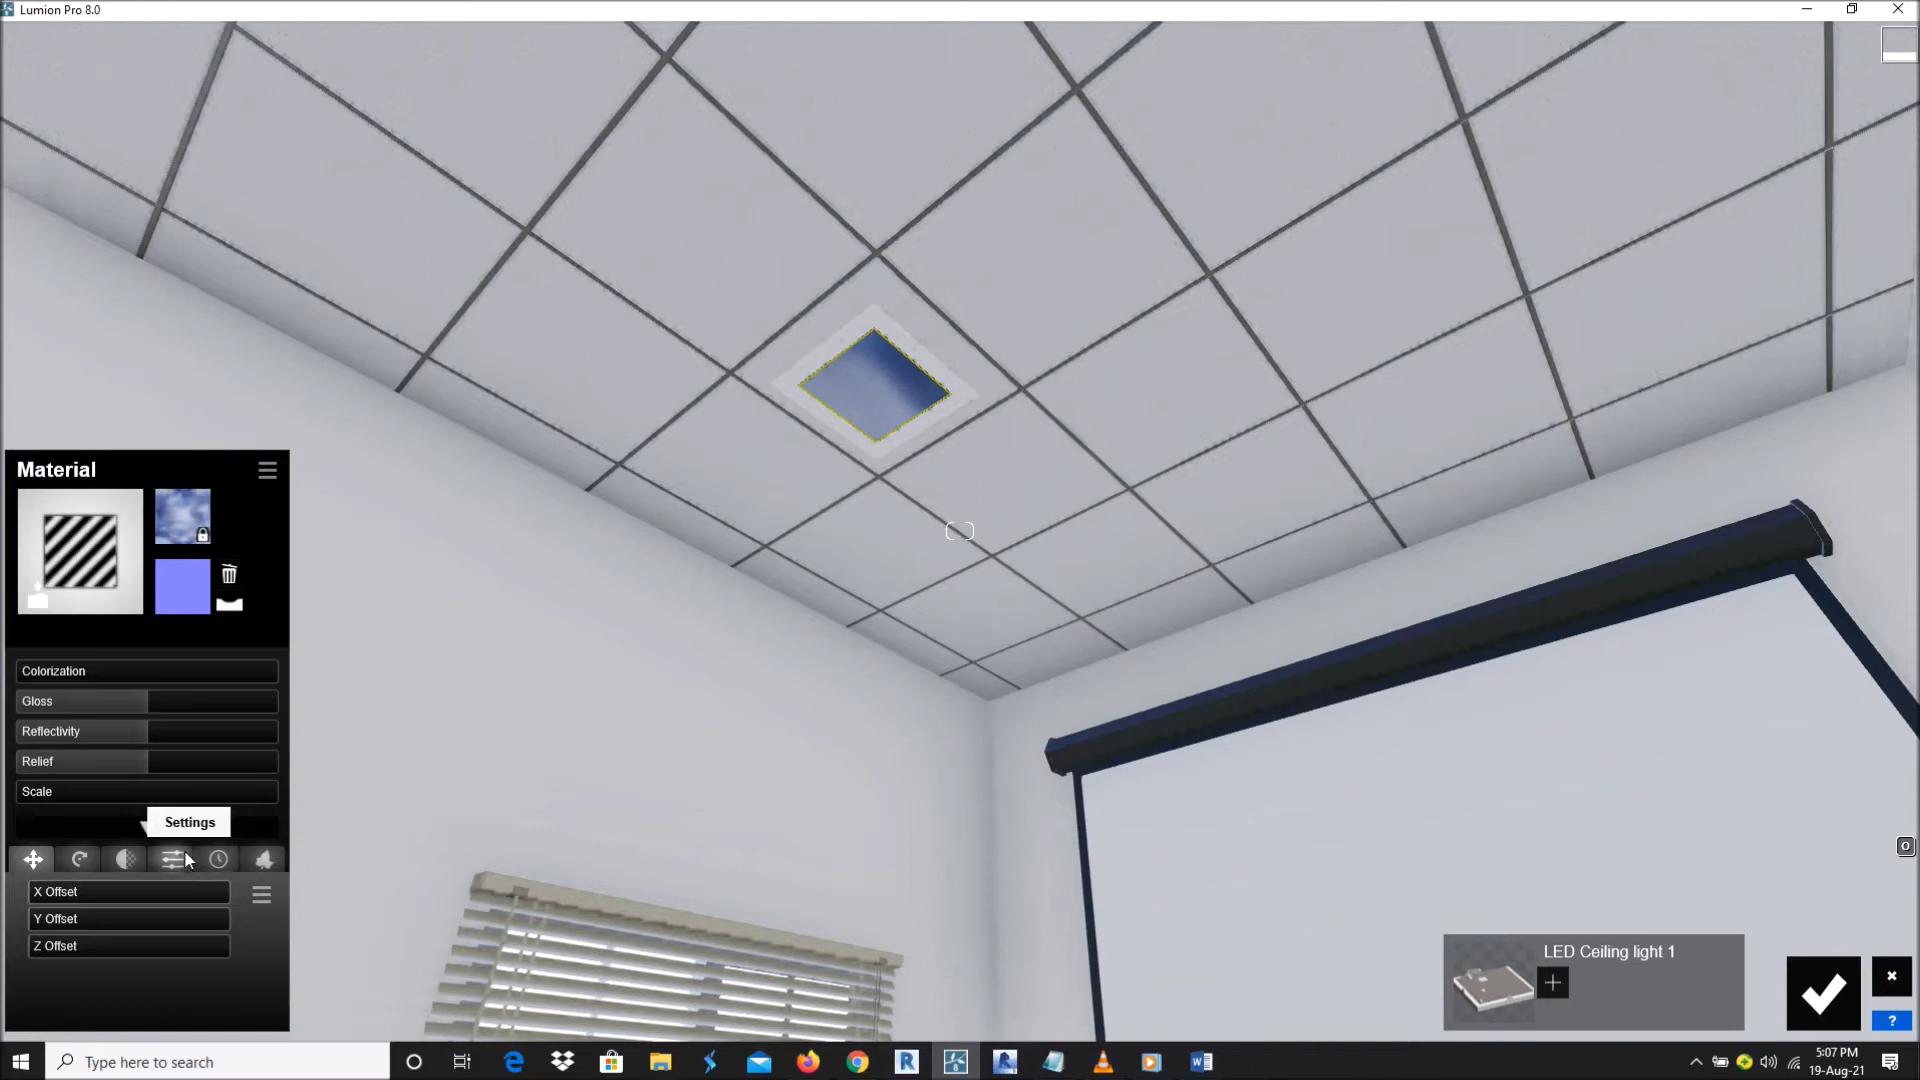 Lumion Pro 8.0
Material
Colorization
Gloss
Reflectivity
Relief
Scale
Settings
X Offset
Y Offset
Z Offset
LED Ceiling light 1
?
O
Type here to search
5:07 PM
19-Aug-21